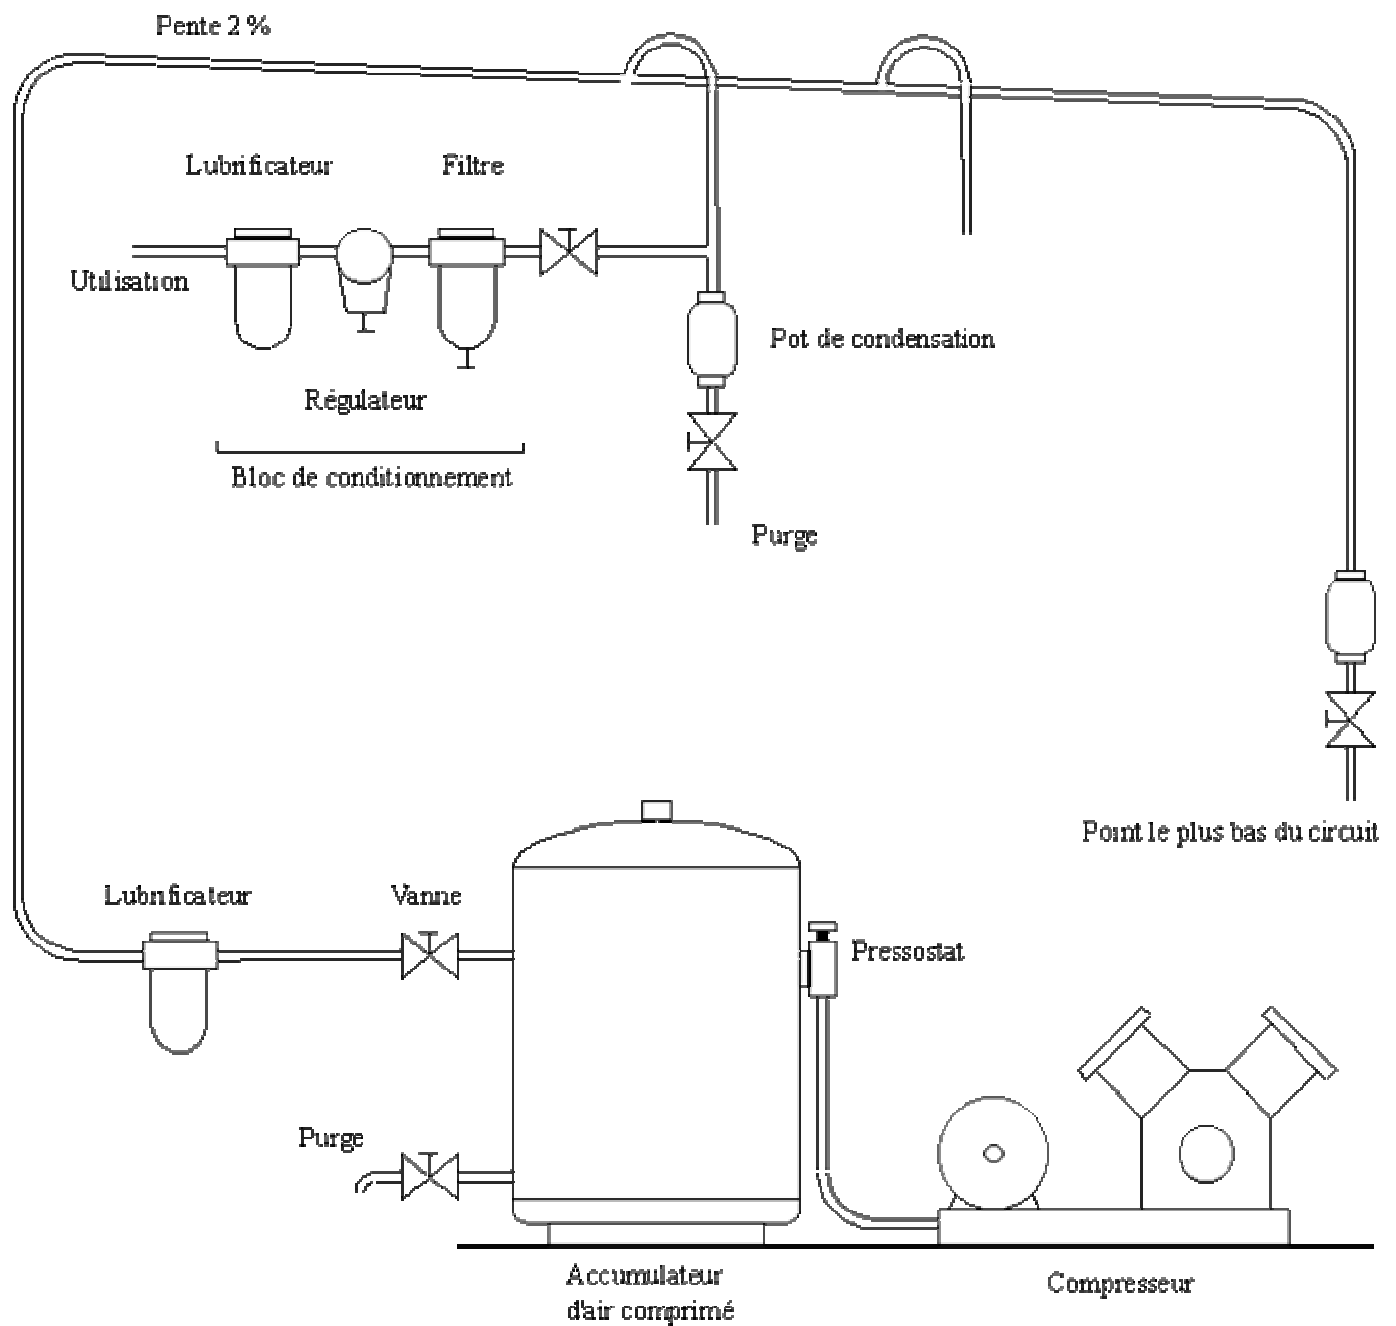 Pente 2 %
Lubrificateur
Filtre
Utilisation
Pot de condensation
Régulateur
Bloc de conditionnement
Purge
Point le plus bas du circuit
Lubrificateur
Vanne
Pressostat
Purge
Accumulateur
d'air comprimé
Compresseur